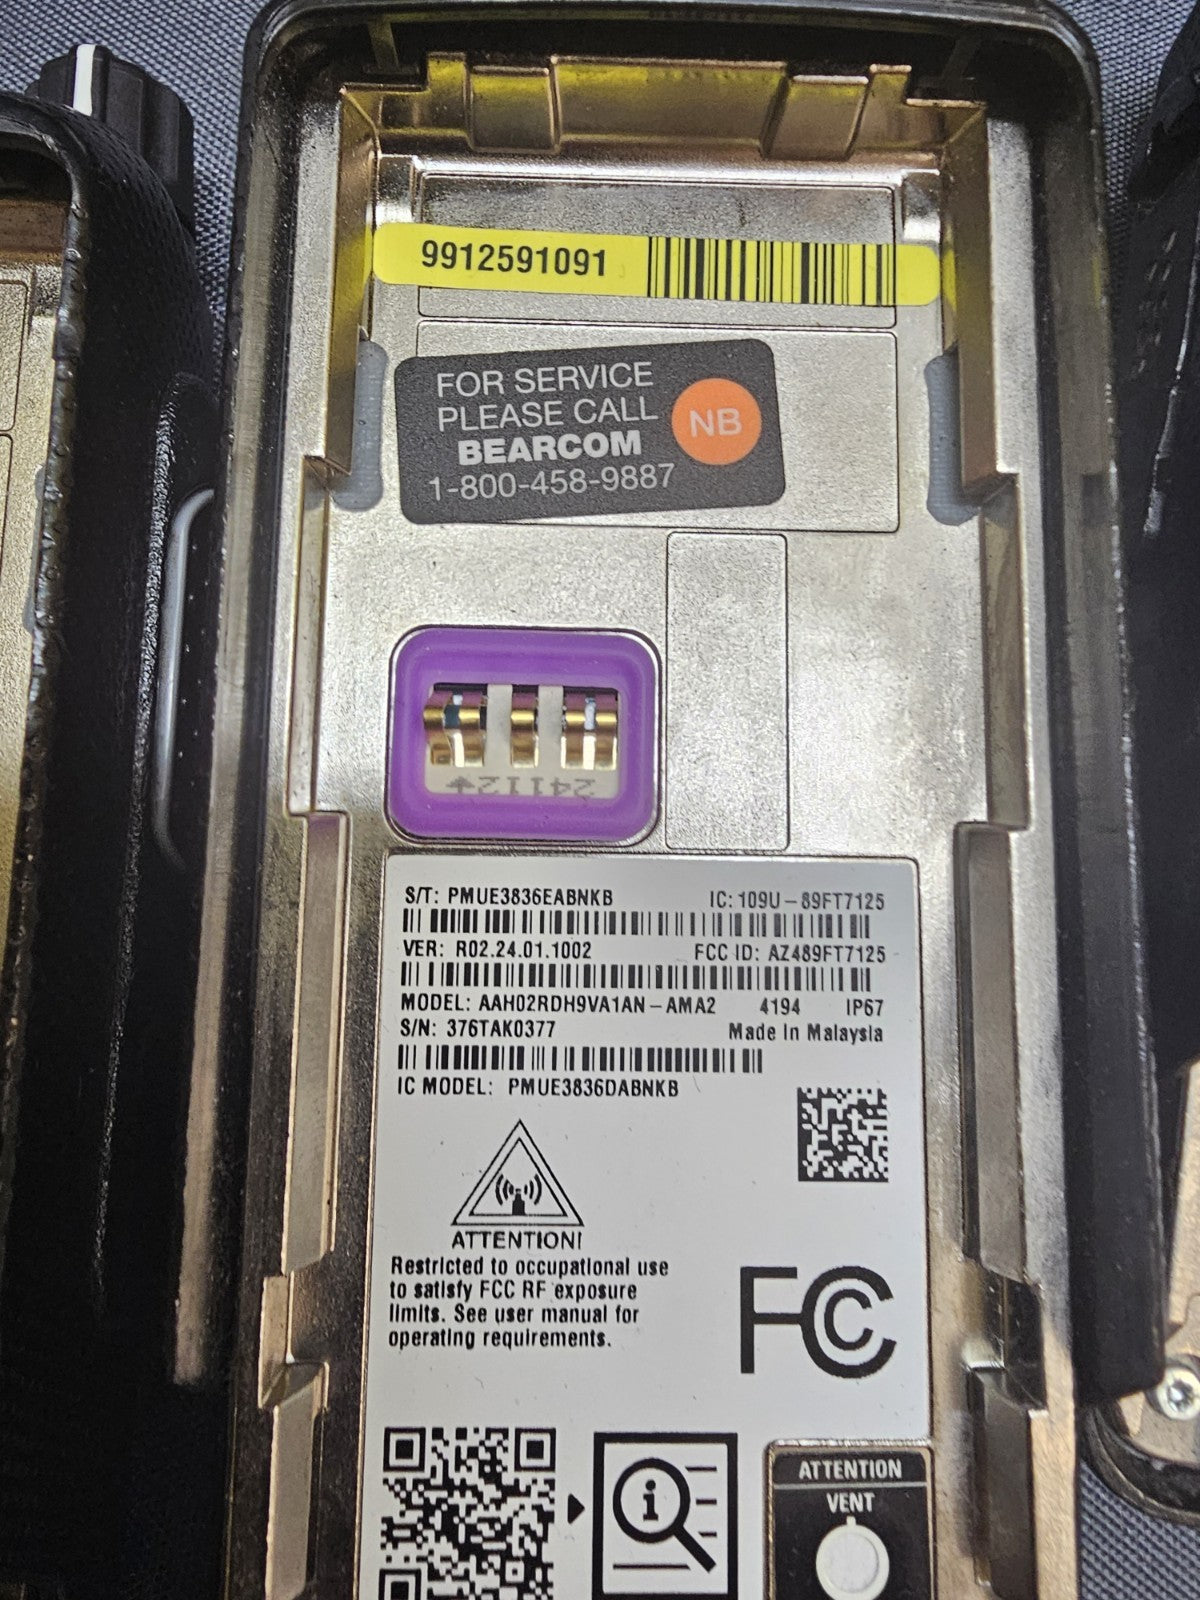 9912591091
FOR SERVICE
PLEASE CALL
BEARCOM
1-800-458-9887
NB
24112
S/T: PMUE3836EABNKB IC: 109U-89FT7125
VER: R02.24.01.1002 FCC ID: AZ489FT7125
MODEL: AAH02RDH9VA1AN-AMA2 4194 IP67
S/N: 376TAK0377 Made In Malaysia
IC MODEL: PMUE3836DABNKB
ATTENTION!
Restricted to occupational use
to satisfy FCC RF exposure
limits. See user manual for
operating requirements.
FC
i
ATTENTION
VENT